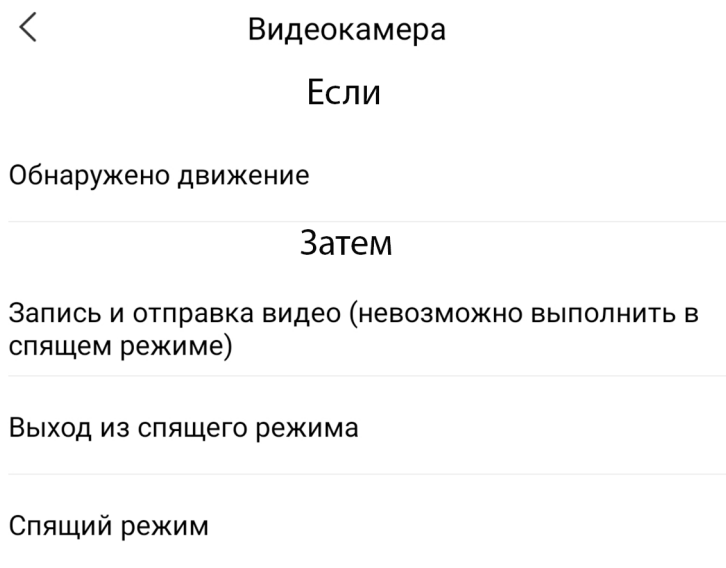 Видеокамера
Если
Обнаружено движение
Затем
Запись и отправка видео (невозможно выполнить в
спящем режиме)
Выход из спящего режима
Спящий режим